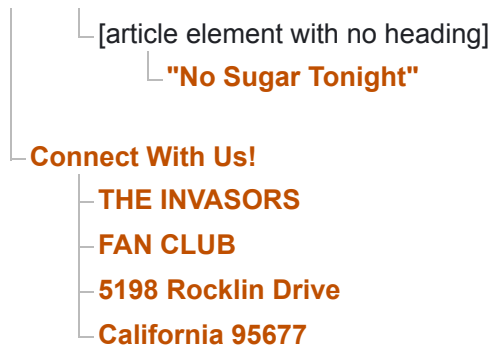 [article element with no heading]
"No Sugar Tonight"
Connect With Us!
THE INVASORS
FAN CLUB
5198 Rocklin Drive
California 95677